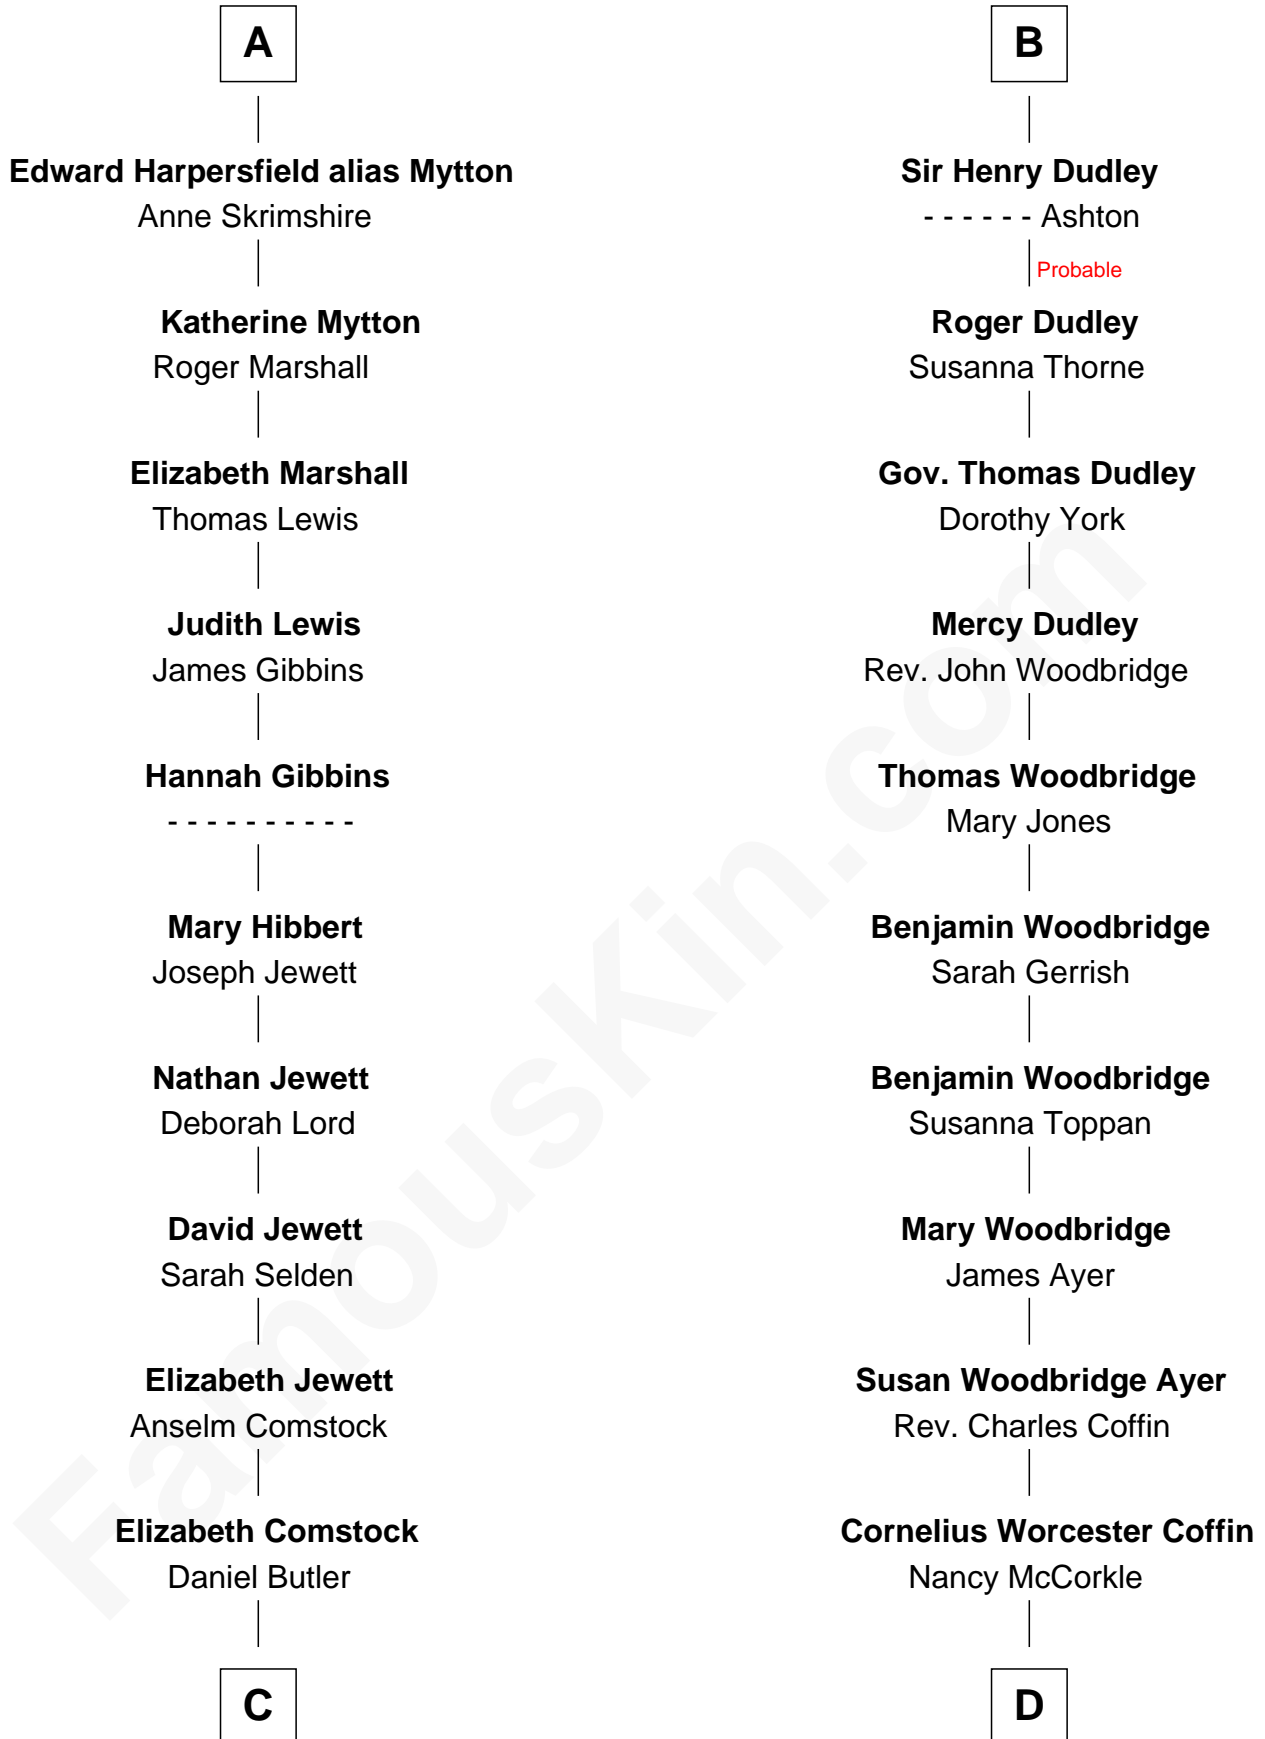 A
Edward Harpersfield alias Mytton
Anne Skrimshire
Katherine Mytton
Roger Marshall
Elizabeth Marshall
Thomas Lewis
Judith Lewis
James Gibbins
Hannah Gibbins
- - - - - - - - - -
Mary Hibbert
Joseph Jewett
Nathan Jewett
Deborah Lord
David Jewett
Sarah Selden
Elizabeth Jewett
Anselm Comstock
Elizabeth Comstock
Daniel Butler
C
B
Sir Henry Dudley
- - - - - - Ashton
Probable
Roger Dudley
Susanna Thorne
Gov. Thomas Dudley
Dorothy York
Mercy Dudley
Rev. John Woodbridge
Thomas Woodbridge
Mary Jones
Benjamin Woodbridge
Sarah Gerrish
Benjamin Woodbridge
Susanna Toppan
Mary Woodbridge
James Ayer
Susan Woodbridge Ayer
Rev. Charles Coffin
Cornelius Worcester Coffin
Nancy McCorkle
D
FamousKin.com